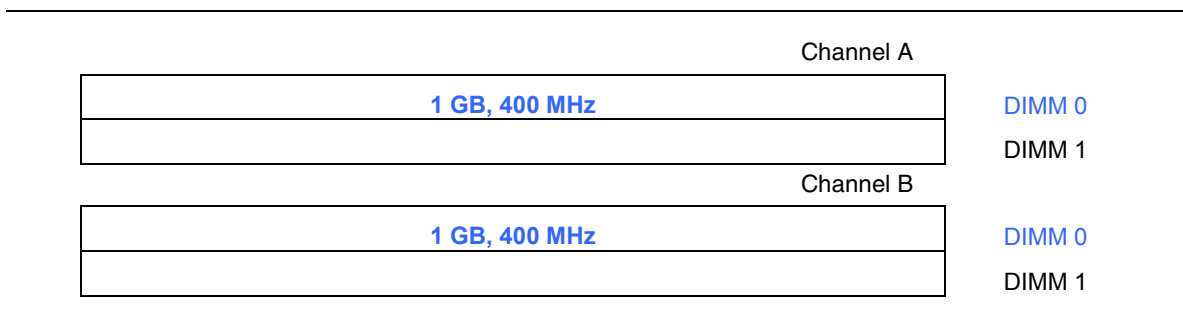 Channel A
1 GB, 400 MHz DIMM 0
DIMM 1
Channel B
1 GB, 400 MHz DIMM 0
DIMM 1